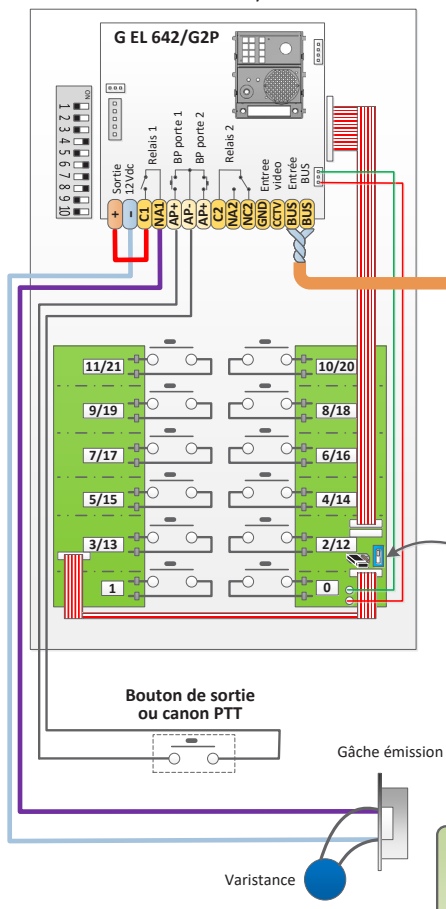 G EL 642/G2P
ON
1
2
3
4
5
6
7
8
9
10
Sortie
12Vdc
Relais 1
BP porte 1
BP porte 2
Relais 2
Entree
video
Entrée
BUS
+
-
C1
NA1
AP+
AP-
AP+
C2
NA2
NC2
GND
CCTV
BUS
BUS
11/21
10/20
9/19
8/18
7/17
6/16
5/15
4/14
3/13
2/12
1
0
Bouton de sortie
ou canon PTT
Gâche émission
Varistance